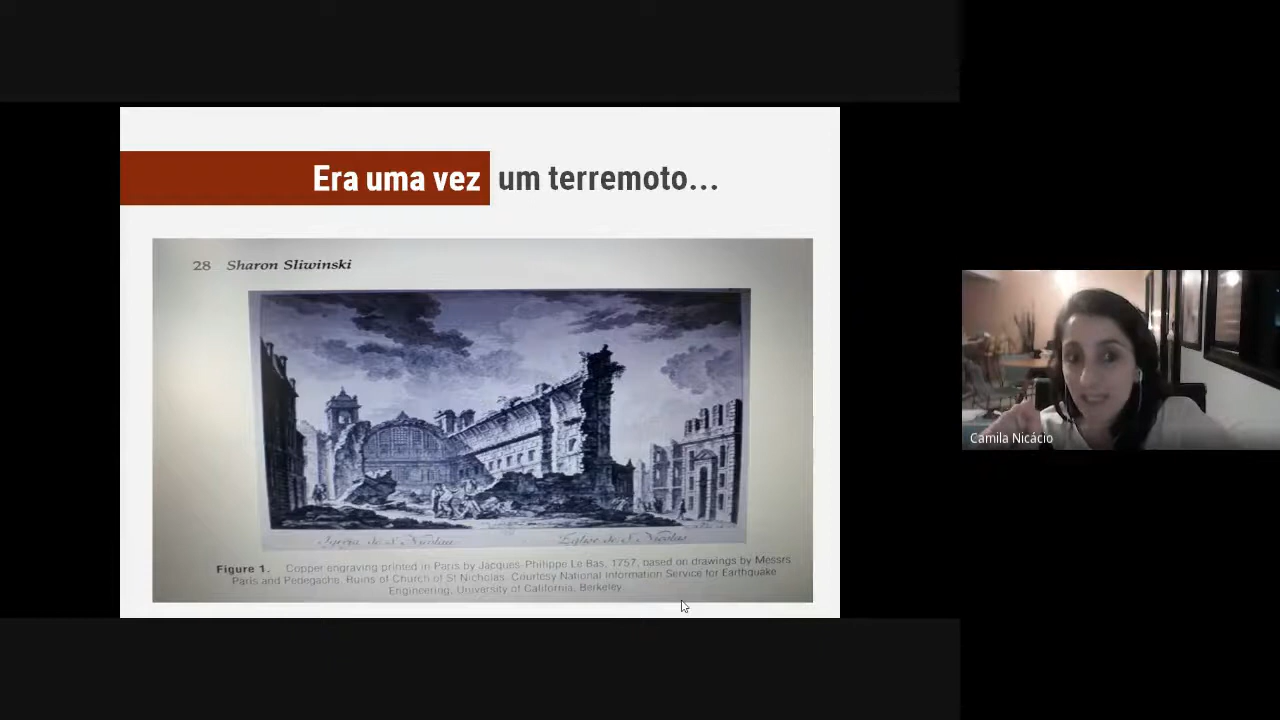 Era uma vez um terremoto...
28 Sharon Sliwinski
Igreja de S. Nicolau
Eglise de S. Nicolas
Figure 1. Copper engraving printed in Paris by Jacques-Philippe Le Bas, 1757, based on drawings by Messrs
Paris and Pedegache. Ruins of Church of St Nicholas. Courtesy National Information Service for Earthquake
Engineering, University of California, Berkeley
Camila Nicácio